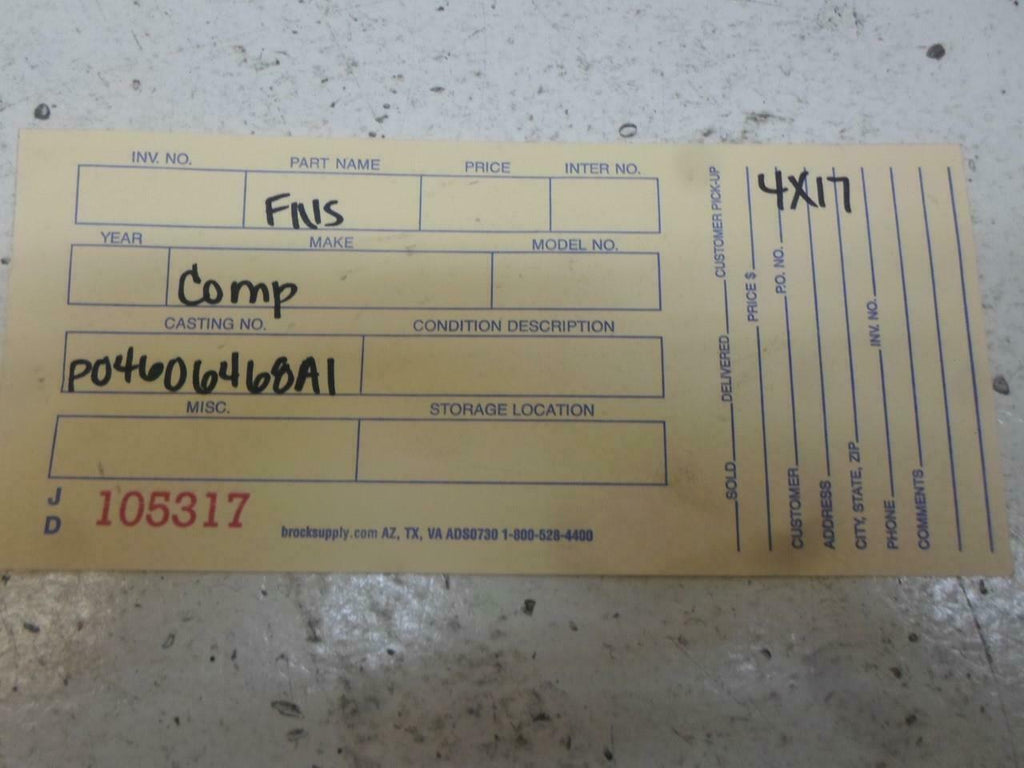 INV. NO. PART NAME PRICE INTER NO.
FNS
YEAR MAKE MODEL NO.
Comp
CASTING NO. CONDITION DESCRIPTION
P04606468A1
MISC. STORAGE LOCATION
J D 105317
brocksupply.com AZ, TX, VA ADS0730 1-800-528-4400
SOLD DELIVERED CUSTOMER PICK-UP
PRICE $
4X17
P.O. NO.
CUSTOMER
ADDRESS
CITY, STATE, ZIP
PHONE INV. NO.
COMMENTS